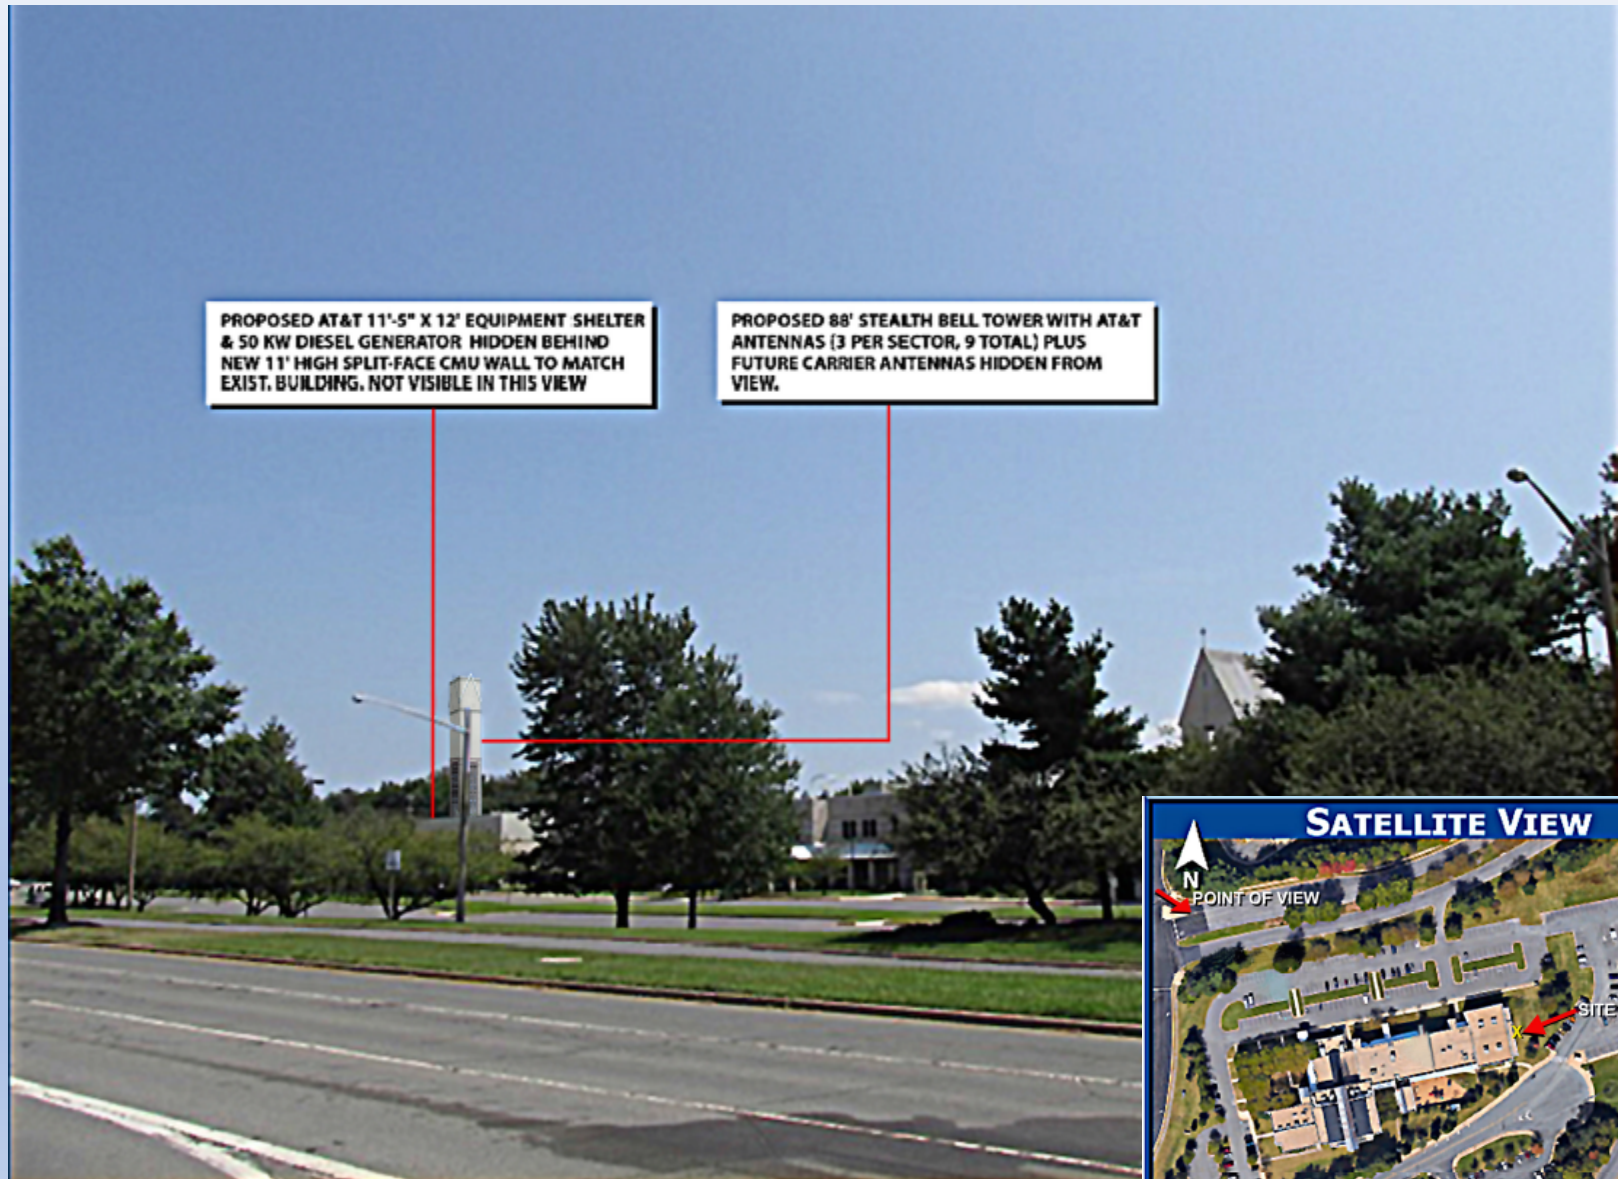 PROPOSED AT&T 11'-5" X 12' EQUIPMENT SHELTER
& 50 KW DIESEL GENERATOR HIDDEN BEHIND
NEW 11' HIGH SPLIT-FACE CMU WALL TO MATCH
EXIST. BUILDING. NOT VISIBLE IN THIS VIEW
PROPOSED 88' STEALTH BELL TOWER WITH AT&T
ANTENNAS (3 PER SECTOR, 9 TOTAL) PLUS
FUTURE CARRIER ANTENNAS HIDDEN FROM
VIEW.
SATELLITE VIEW
N
POINT OF VIEW
SITE
X